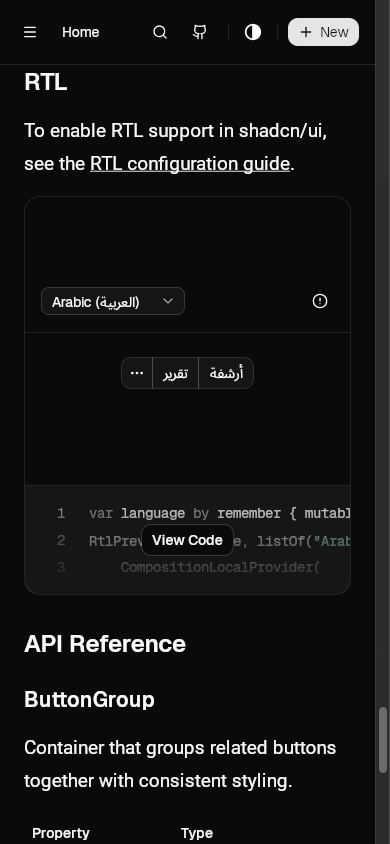 Home
New
RTL
To enable RTL support in shadcn/ui,
see the RTL configuration guide.
Arabic (العربية)
أرشفة
تقرير
1 var language by remember { mutabl
2 RtlPrev
e, listOf("Arab
View Code
3 CompositionLocalProvider(
API Reference
ButtonGroup
Container that groups related buttons
together with consistent styling.
Property Type